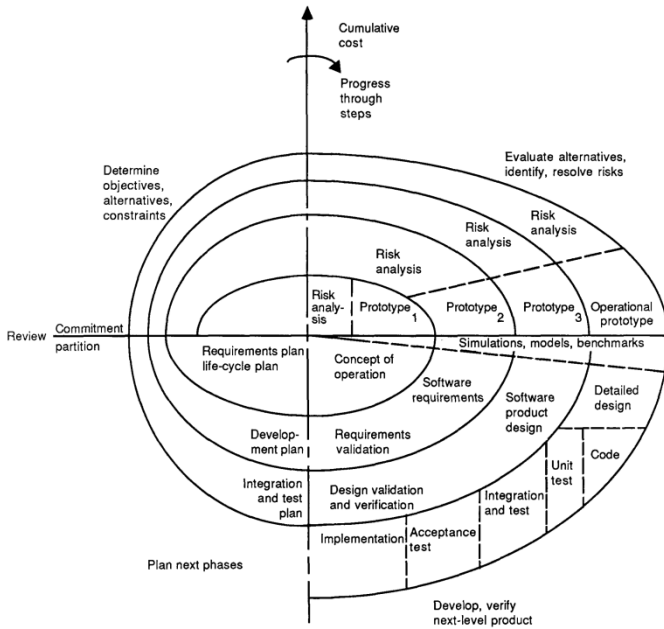 Cumulative
cost
Progress
through
steps
Determine
objectives,
alternatives,
constraints
Evaluate alternatives,
identify, resolve risks
Risk
analysis
Risk
analysis
Risk
analysis
Risk
analy-
sis
Prototype 1
Prototype 2
Prototype 3
Operational
prototype
Review
Commitment
partition
Simulations, models, benchmarks
Requirements plan
life-cycle plan
Concept of
operation
Software
requirements
Software
product
design
Detailed
design
Develop-
ment plan
Requirements
validation
Integration
and test
plan
Design validation
and verification
Code
Unit
test
Integration
and test
Acceptance
test
Implementation
Plan next phases
Develop, verify
next-level product